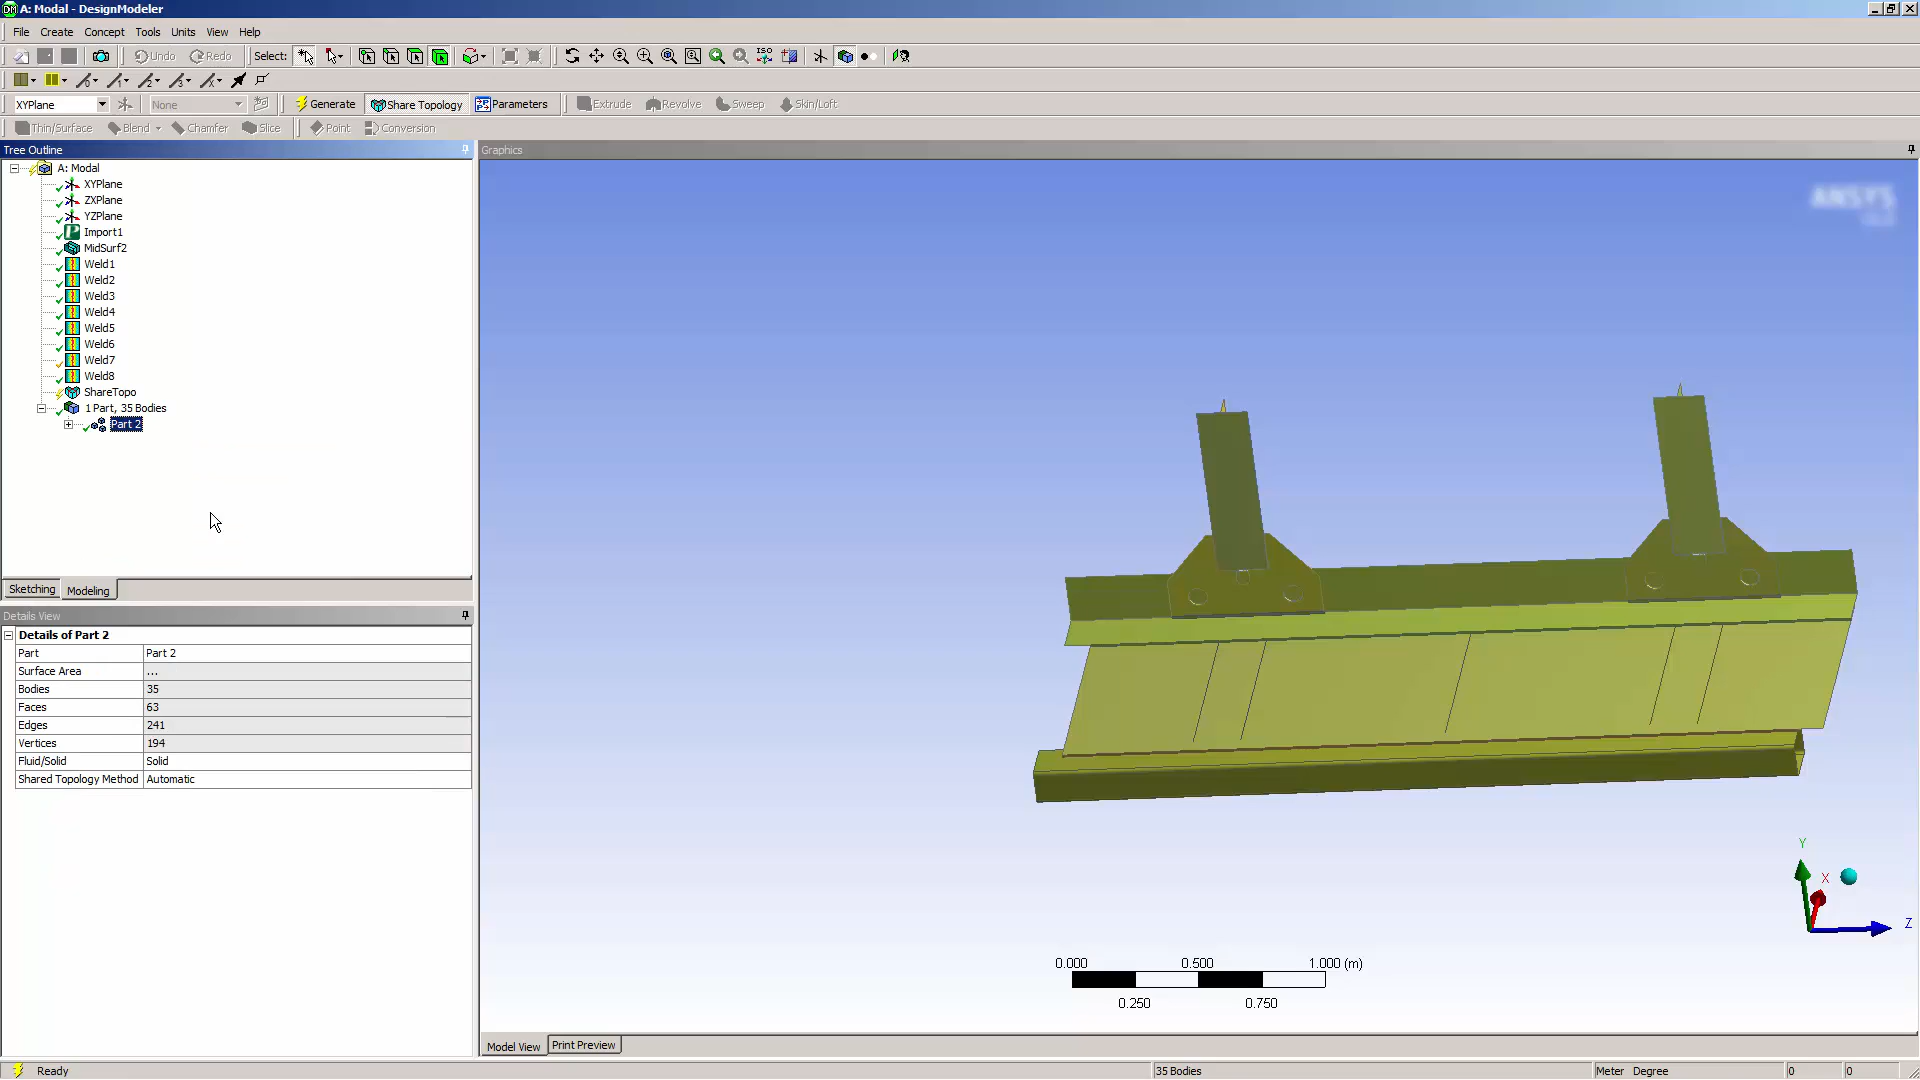 A: Modal - DesignModeler
File Create Concept Tools Units View Help
Undo Redo Select:
XYPlane None Generate Share Topology Parameters Extrude Revolve Sweep Skin/Loft
Thin/Surface Blend Chamfer Slice Point Conversion
Tree Outline
A: Modal
XYPlane
ZXPlane
YZPlane
Import1
MidSurf2
Weld1
Weld2
Weld3
Weld4
Weld5
Weld6
Weld7
Weld8
ShareTopo
1 Part, 35 Bodies
Part 2
Sketching Modeling
Details View
Details of Part 2
Part Part 2
Surface Area ...
Bodies 35
Faces 63
Edges 241
Vertices 194
Fluid/Solid Solid
Shared Topology Method Automatic
Graphics
ANSYS
Y
X
Z
0.000 0.500 1.000 (m)
0.250 0.750
Model View Print Preview
Ready 35 Bodies Meter Degree 0 0